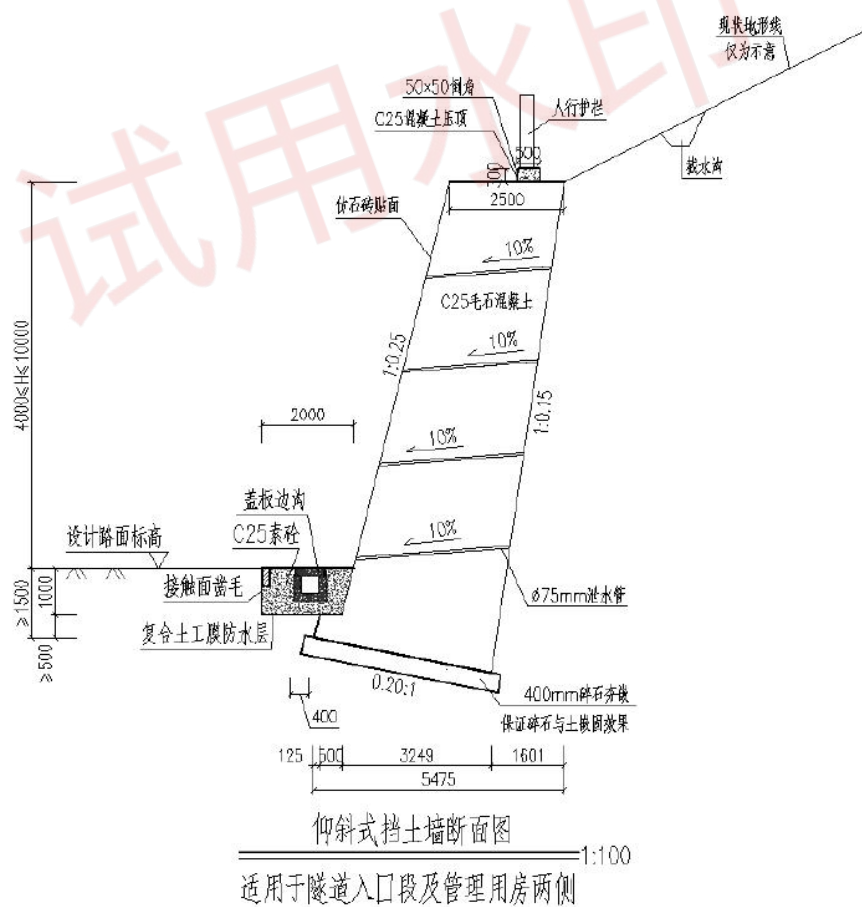 试用水印
现状地形线
仅为示意
50×50倒角
C25混凝土压顶
人行护栏
500
300
截水沟
2500
仿石砖贴面
10%
C25毛石混凝土
10%
4000≤H≤10000
1:0.25
1:0.15
2000
10%
盖板边沟
C25素砼
设计路面标高
10%
接触面凿毛
ø75mm泄水管
≥1500
1000
复合土工膜防水层
≥500
0.20:1
400
400mm碎石夯嵌
保证碎石与土嵌固效果
125
500
3249
1601
5475
仰斜式挡土墙断面图
1:100
适用于隧道入口段及管理用房两侧